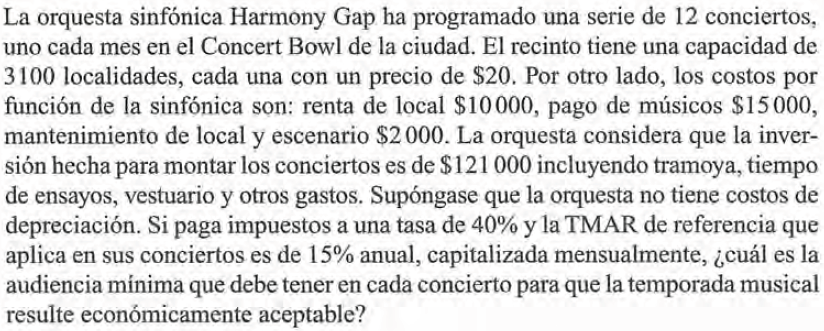 La orquesta sinfónica Harmony Gap ha programado una serie de 12 conciertos,
uno cada mes en el Concert Bowl de la ciudad. El recinto tiene una capacidad de
3100 localidades, cada una con un precio de $20. Por otro lado, los costos por
función de la sinfónica son: renta de local $10000, pago de músicos $15000,
mantenimiento de local y escenario $2000. La orquesta considera que la inver-
sión hecha para montar los conciertos es de $121000 incluyendo tramoya, tiempo
de ensayos, vestuario y otros gastos. Supóngase que la orquesta no tiene costos de
depreciación. Si paga impuestos a una tasa de 40% y la TMAR de referencia que
aplica en sus conciertos es de 15% anual, capitalizada mensualmente, ¿cuál es la
audiencia mínima que debe tener en cada concierto para que la temporada musical
resulte económicamente aceptable?